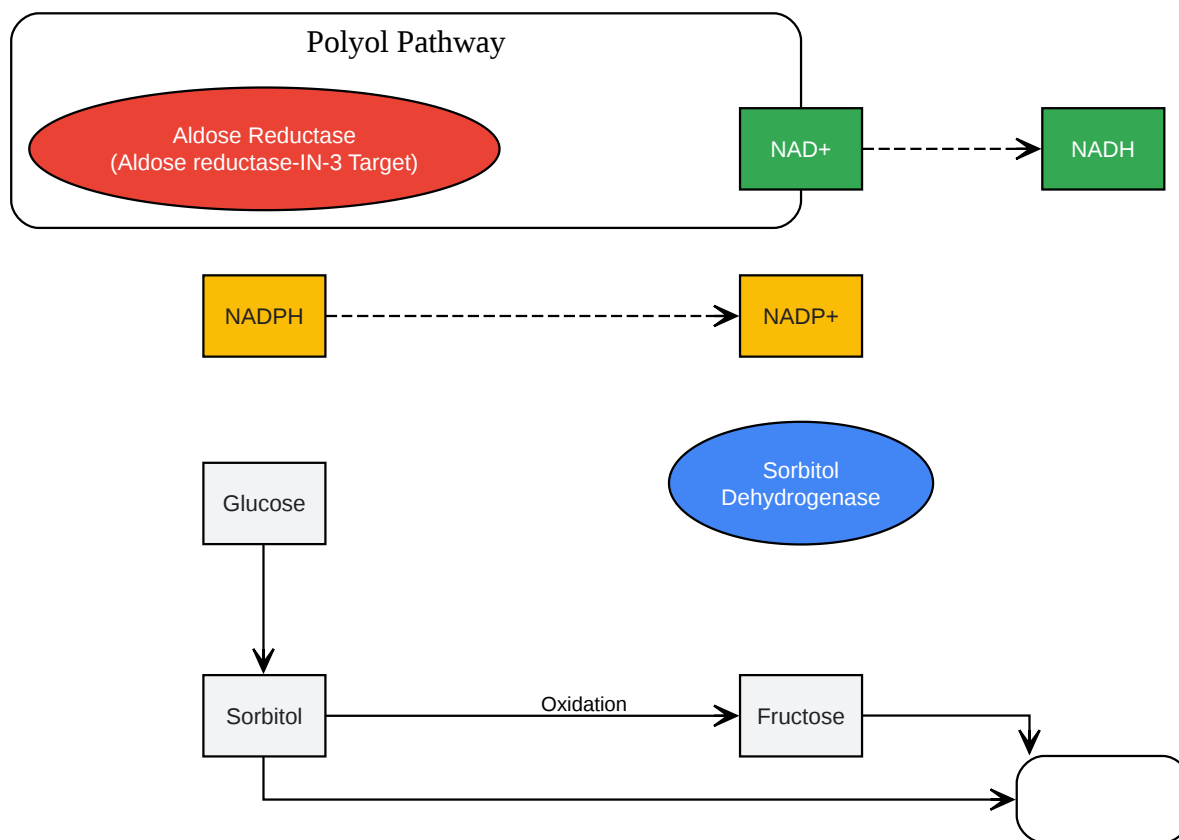 Polyol Pathway
Aldose Reductase
(Aldose reductase-IN-3 Target)
NAD+
NADH
NADPH
NADP+
Sorbitol
Dehydrogenase
Glucose
Sorbitol
Oxidation
Fructose